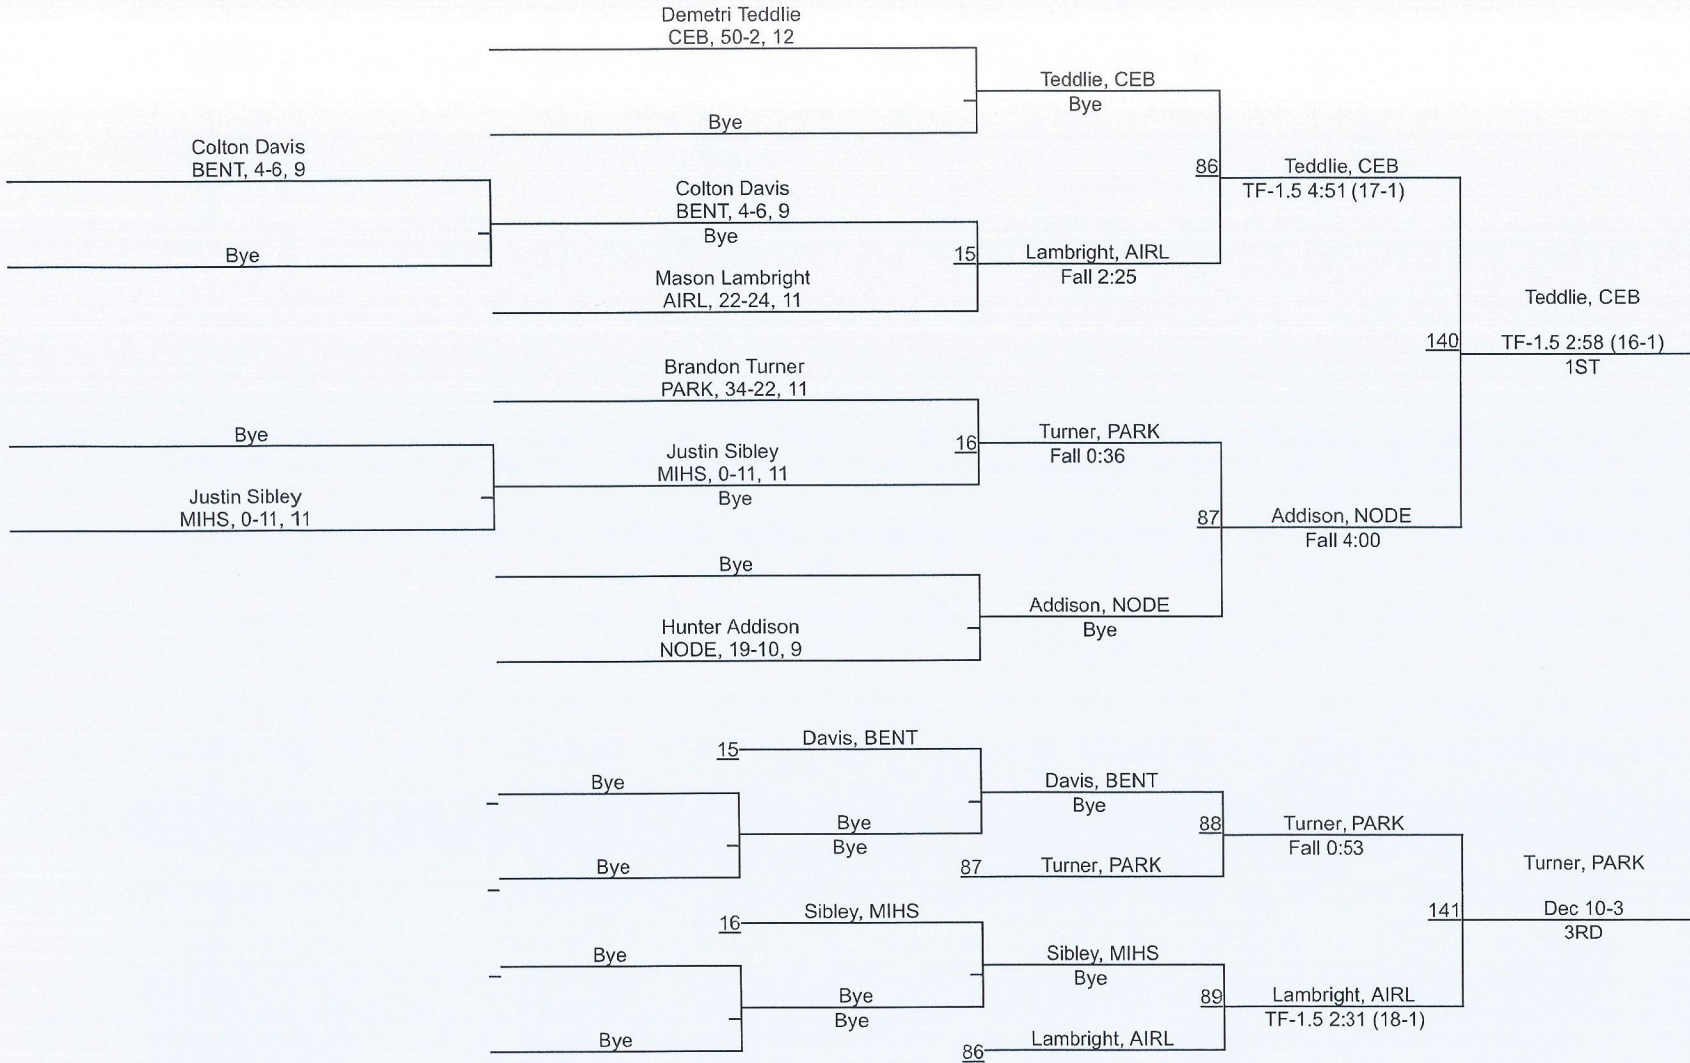 Demetri Teddlie
CEB, 50-2, 12
Teddlie, CEB
Bye
Bye
Colton Davis
BENT, 4-6, 9
86
Teddlie, CEB
TF-1.5 4:51 (17-1)
Colton Davis
BENT, 4-6, 9
Bye
Bye
15
Lambright, AIRL
Fall 2:25
Mason Lambright
AIRL, 22-24, 11
Teddlie, CEB
140
TF-1.5 2:58 (16-1)
1ST
Brandon Turner
PARK, 34-22, 11
Bye
16
Turner, PARK
Fall 0:36
Justin Sibley
MIHS, 0-11, 11
Bye
Justin Sibley
MIHS, 0-11, 11
87
Addison, NODE
Fall 4:00
Bye
Addison, NODE
Bye
Hunter Addison
NODE, 19-10, 9
15
Davis, BENT
Bye
Davis, BENT
Bye
Bye
Bye
88
Turner, PARK
Fall 0:53
Bye
87
Turner, PARK
Turner, PARK
16
Sibley, MIHS
141
Dec 10-3
3RD
Bye
Sibley, MIHS
Bye
Bye
Bye
89
Lambright, AIRL
TF-1.5 2:31 (18-1)
Bye
86
Lambright, AIRL